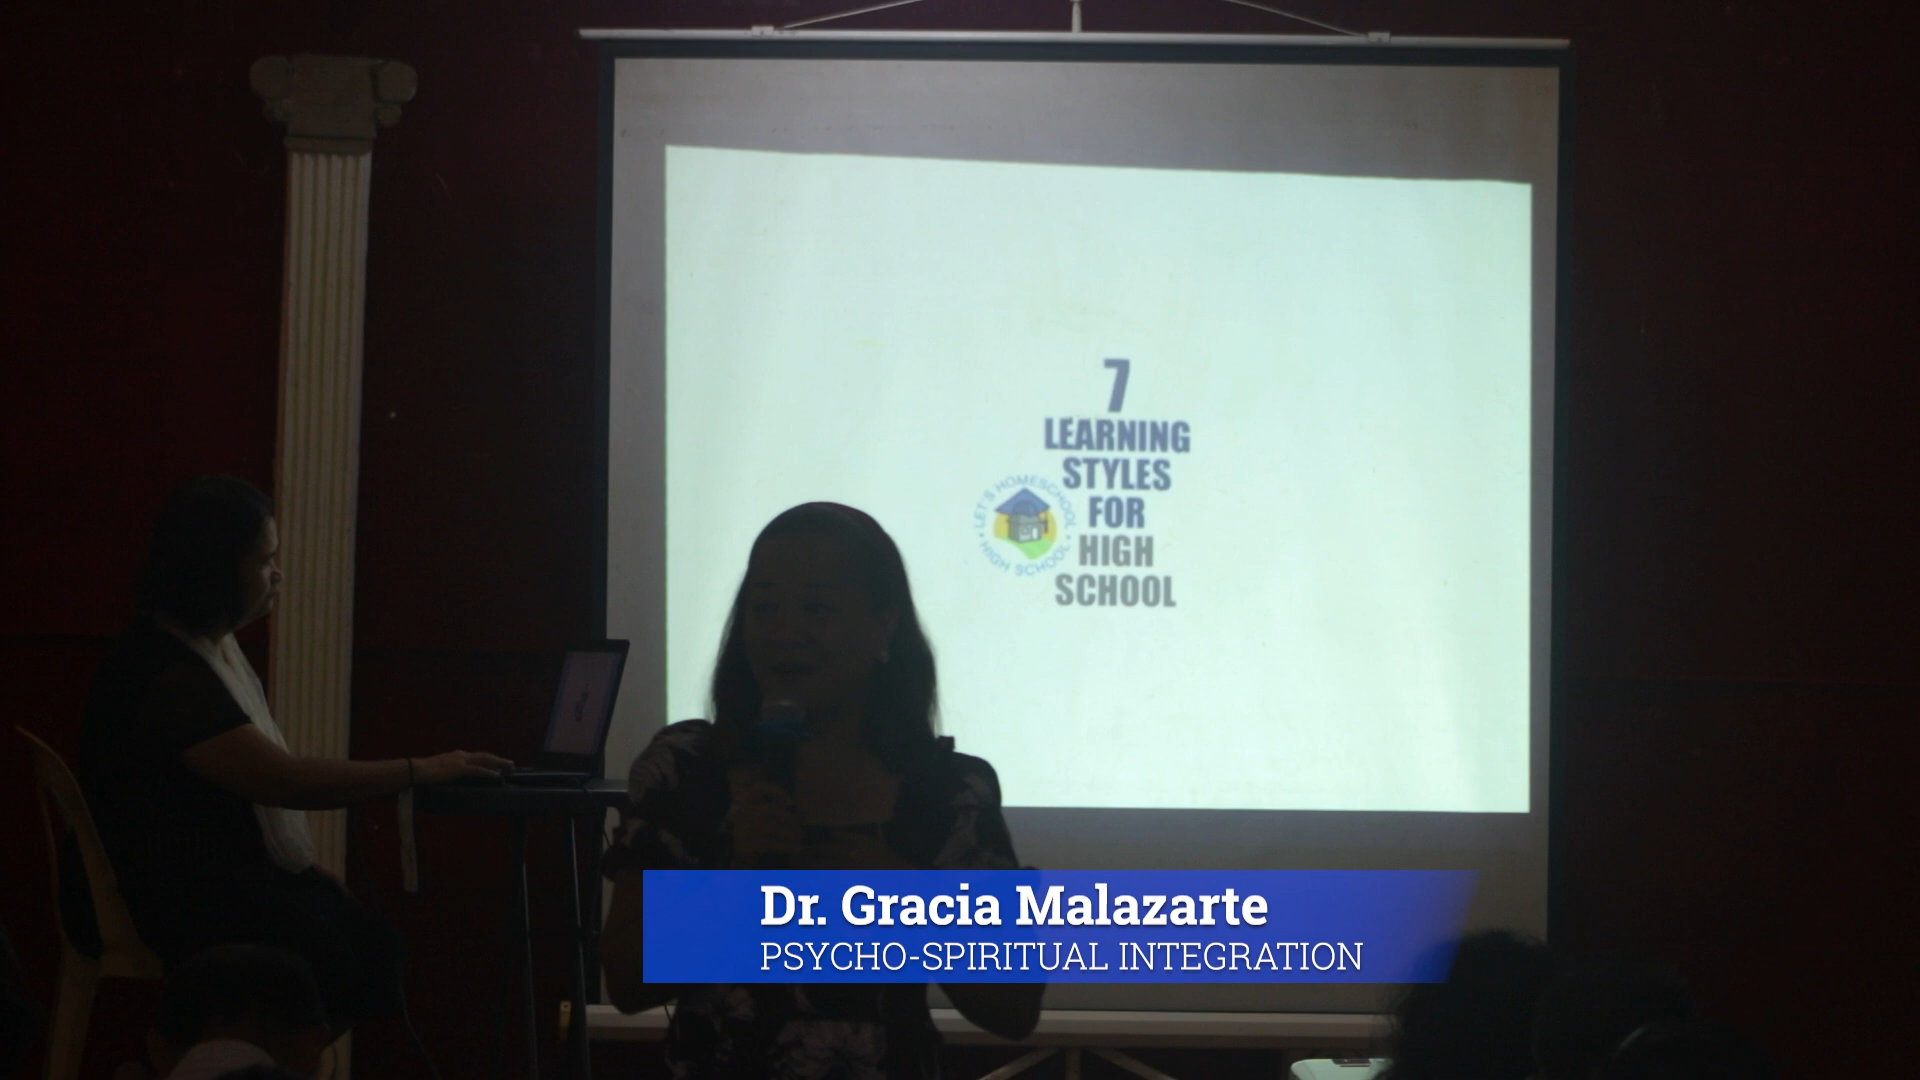 7
LEARNING
STYLES
FOR
HIGH
SCHOOL
LET'S HOMESCHOOL
HIGH SCHOOL
Dr. Gracia Malazarte
PSYCHO-SPIRITUAL INTEGRATION